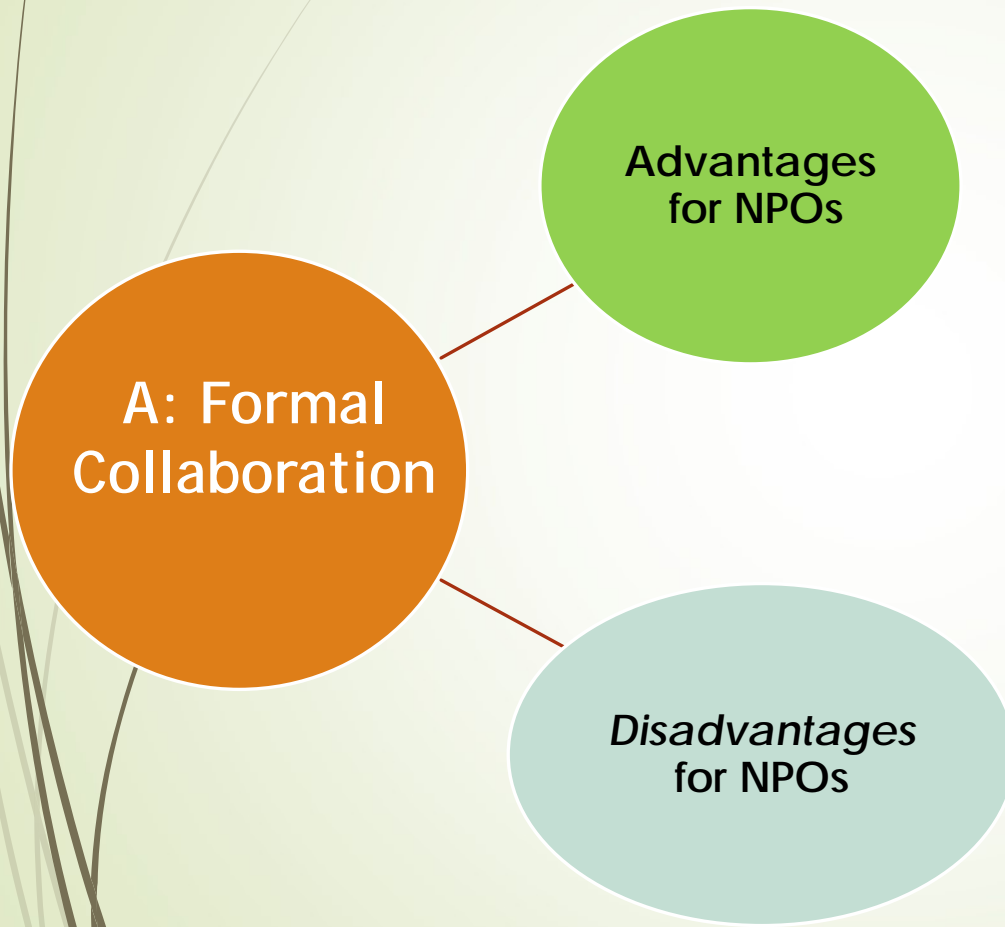 Advantages
for NPOs
A: Formal
Collaboration
Disadvantages
for NPOs